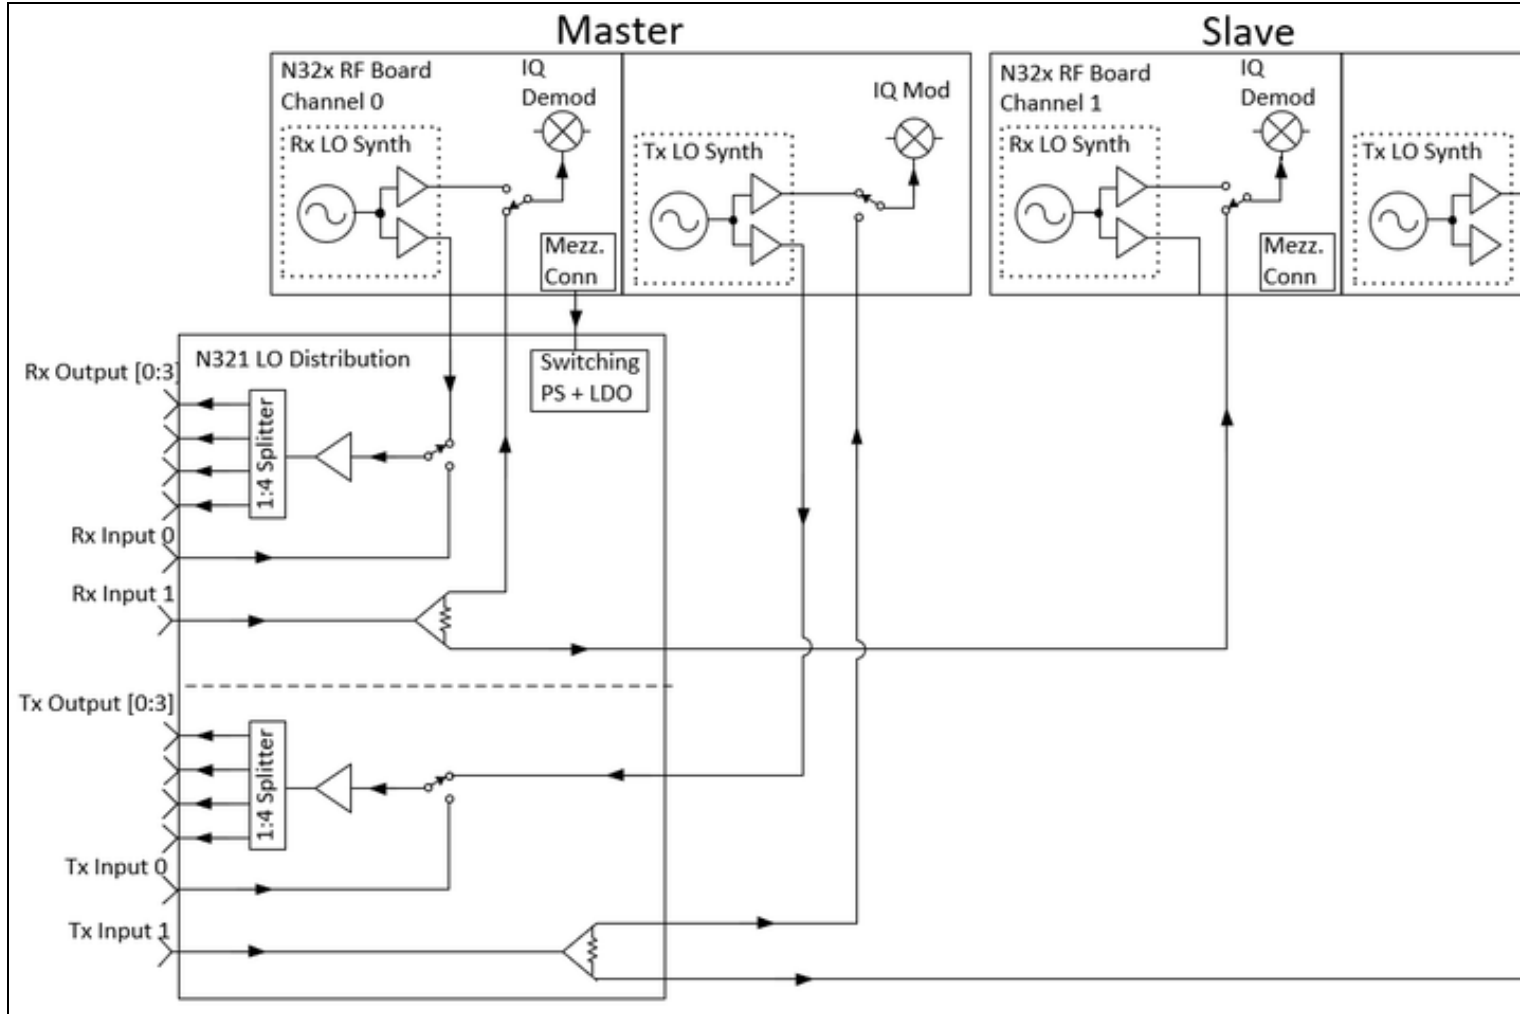 Master
Slave
N32x RF Board
Channel 0
IQ
Demod
Rx LO Synth
Mezz.
Conn
IQ Mod
Tx LO Synth
N32x RF Board
Channel 1
IQ
Demod
Rx LO Synth
Mezz.
Conn
Tx LO Synth
N321 LO Distribution
Switching
PS + LDO
Rx Output [0:3]
1:4 Splitter
Rx Input 0
Rx Input 1
Tx Output [0:3]
1:4 Splitter
Tx Input 0
Tx Input 1